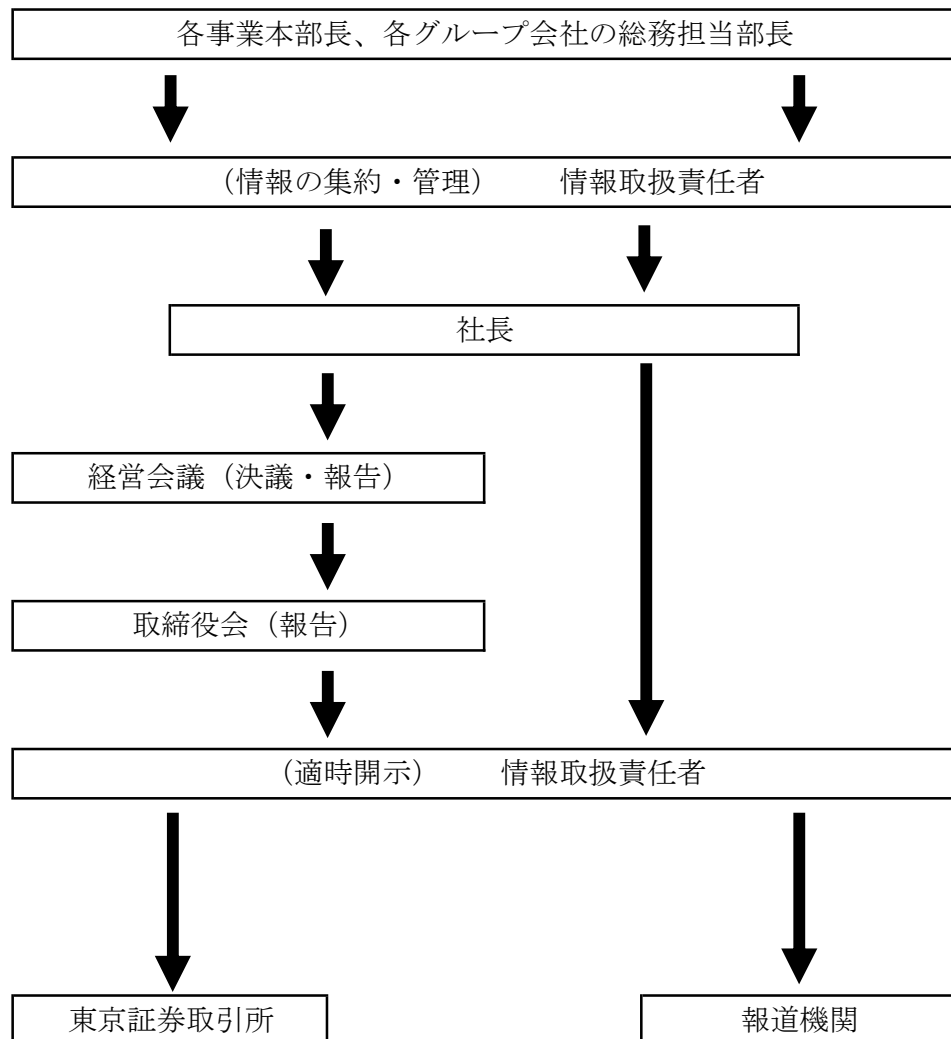 各事業本部長、各グループ会社の総務担当部長
（情報の集約・管理）　　情報取扱責任者
社長
経営会議（決議・報告）
取締役会（報告）
（適時開示）　　情報取扱責任者
東京証券取引所
報道機関